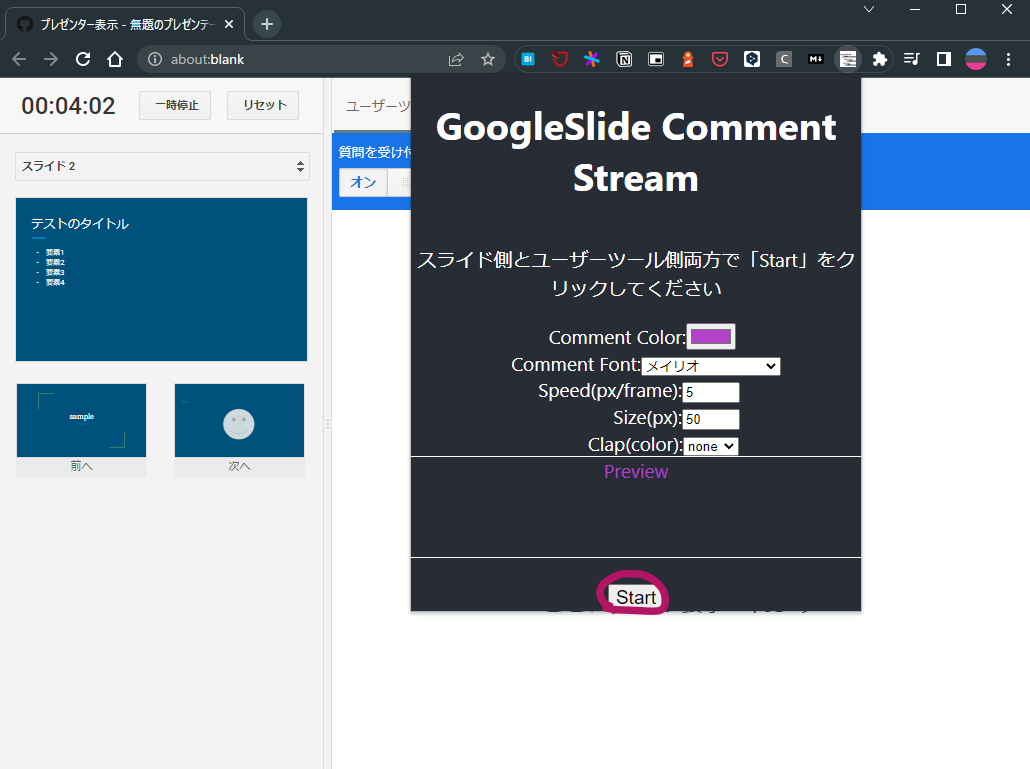 プレゼンター表示 - 無題のプレゼンテー
about:blank
B!
C
M↓
00:04:02
一時停止
リセット
スライド 2
テストのタイトル
- 要素1
- 要素2
- 要素3
- 要素4
sample
前へ
次へ
ユーザーツ
質問を受け付
オン
GoogleSlide Comment
Stream
スライド側とユーザーツール側両方で「Start」をク
リックしてください
Comment Color:
Comment Font: メイリオ
Speed(px/frame): 5
Size(px): 50
Clap(color): none
Preview
Start